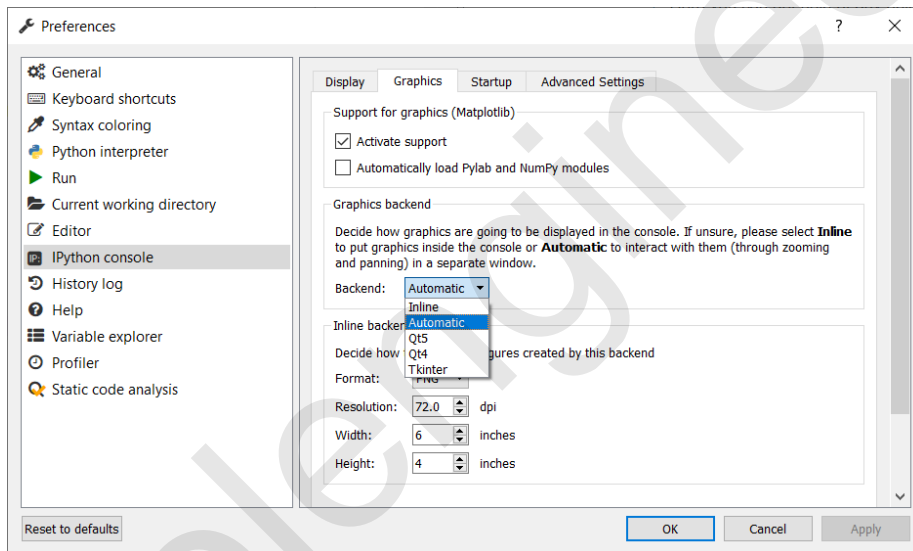 Preferences
?
General
Keyboard shortcuts
Syntax coloring
Python interpreter
Run
Current working directory
Editor
IP: IPython console
History log
Help
Variable explorer
Profiler
Static code analysis
Display Graphics Startup Advanced Settings
Support for graphics (Matplotlib)
Activate support
Automatically load Pylab and NumPy modules
Graphics backend
Decide how graphics are going to be displayed in the console. If unsure, please select Inline
to put graphics inside the console or Automatic to interact with them (through zooming
and panning) in a separate window.
Backend: Automatic
Inline
Automatic
Qt5
Qt4
Tkinter
Inline backen
Decide how gures created by this backend
Format: PNG
Resolution: 72.0 dpi
Width: 6 inches
Height: 4 inches
Reset to defaults OK Cancel Apply